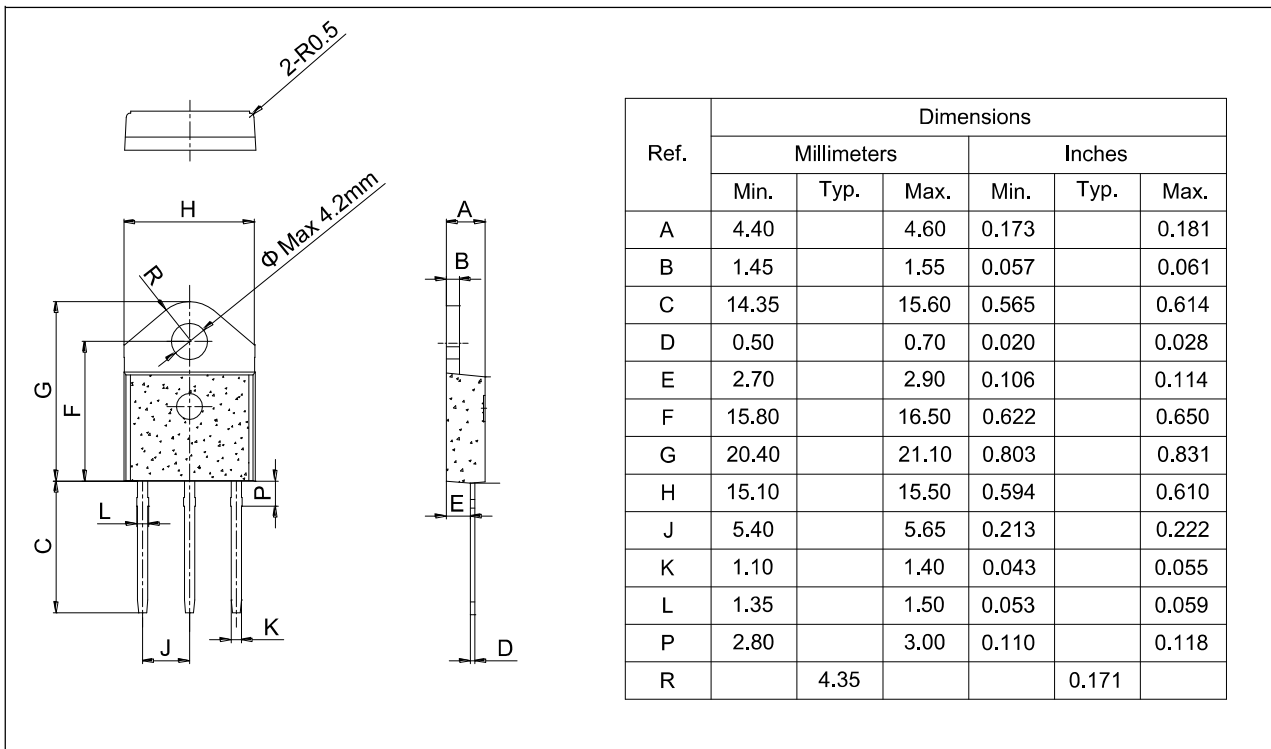 2-R0.5
H
Φ Max 4.2mm
R
G
F
P
L
C
K
J
A
B
E
D
Ref. Dimensions
Millimeters Inches
Min. Typ. Max. Min. Typ. Max.
A 4.40 4.60 0.173 0.181
B 1.45 1.55 0.057 0.061
C 14.35 15.60 0.565 0.614
D 0.50 0.70 0.020 0.028
E 2.70 2.90 0.106 0.114
F 15.80 16.50 0.622 0.650
G 20.40 21.10 0.803 0.831
H 15.10 15.50 0.594 0.610
J 5.40 5.65 0.213 0.222
K 1.10 1.40 0.043 0.055
L 1.35 1.50 0.053 0.059
P 2.80 3.00 0.110 0.118
R 4.35 0.171